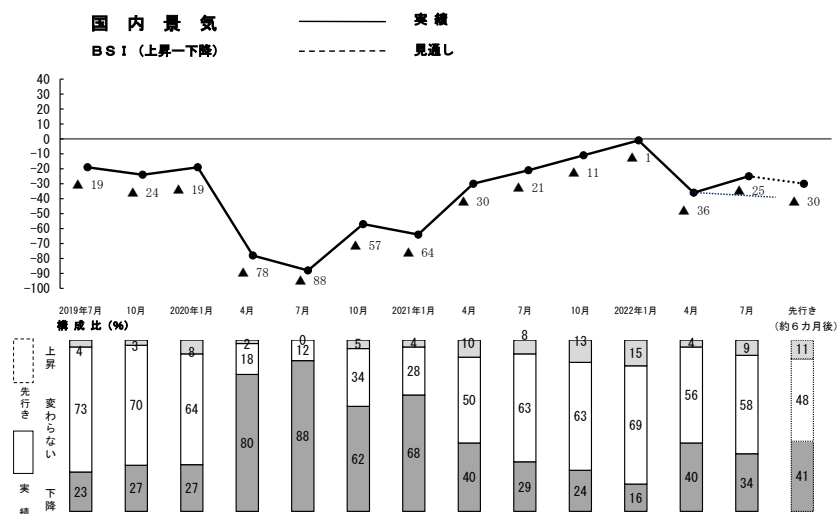 国内景気
実績
BSI（上昇－下降）
見通し
40
30
20
10
0
-10
-20
-30
-40
-50
-60
-70
-80
-90
-100
▲ 19
▲ 24
▲ 19
▲ 78
▲ 88
▲ 57
▲ 64
▲ 30
▲ 21
▲ 11
▲ 1
▲ 36
▲ 25
▲ 30
2019年7月 10月 2020年1月 4月 7月 10月 2021年1月 4月 7月 10月 2022年1月 4月 7月 先行き
（約６カ月後）
構成比（％）
上昇
4 3 8 2 0 5 4 10 8 13 15 4 9 11
先行き
変わらない
73 70 64 18 12 34 28 50 63 63 69 56 58 48
実績
下降
23 27 27 80 88 62 68 40 29 24 16 40 34 41